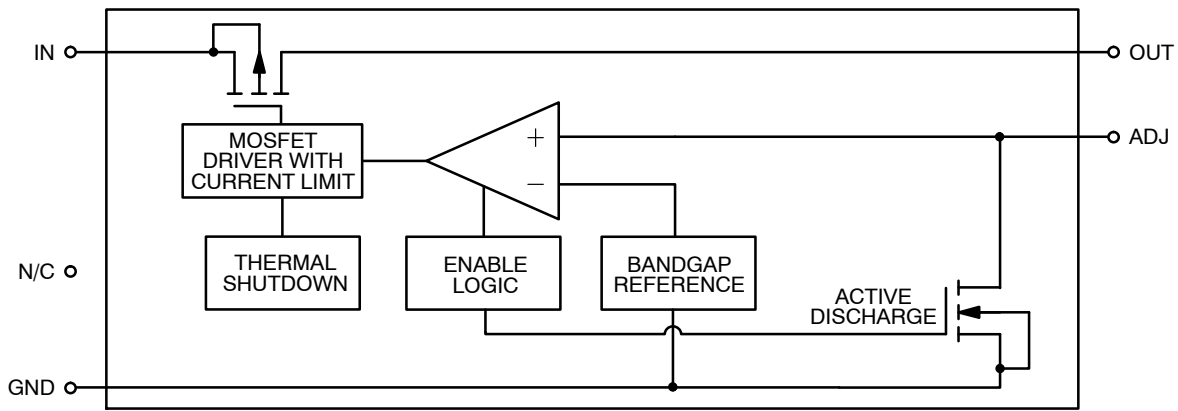 IN
OUT
MOSFET
DRIVER WITH
CURRENT LIMIT
+
−
ADJ
THERMAL
SHUTDOWN
ENABLE
LOGIC
BANDGAP
REFERENCE
N/C
ACTIVE
DISCHARGE
GND